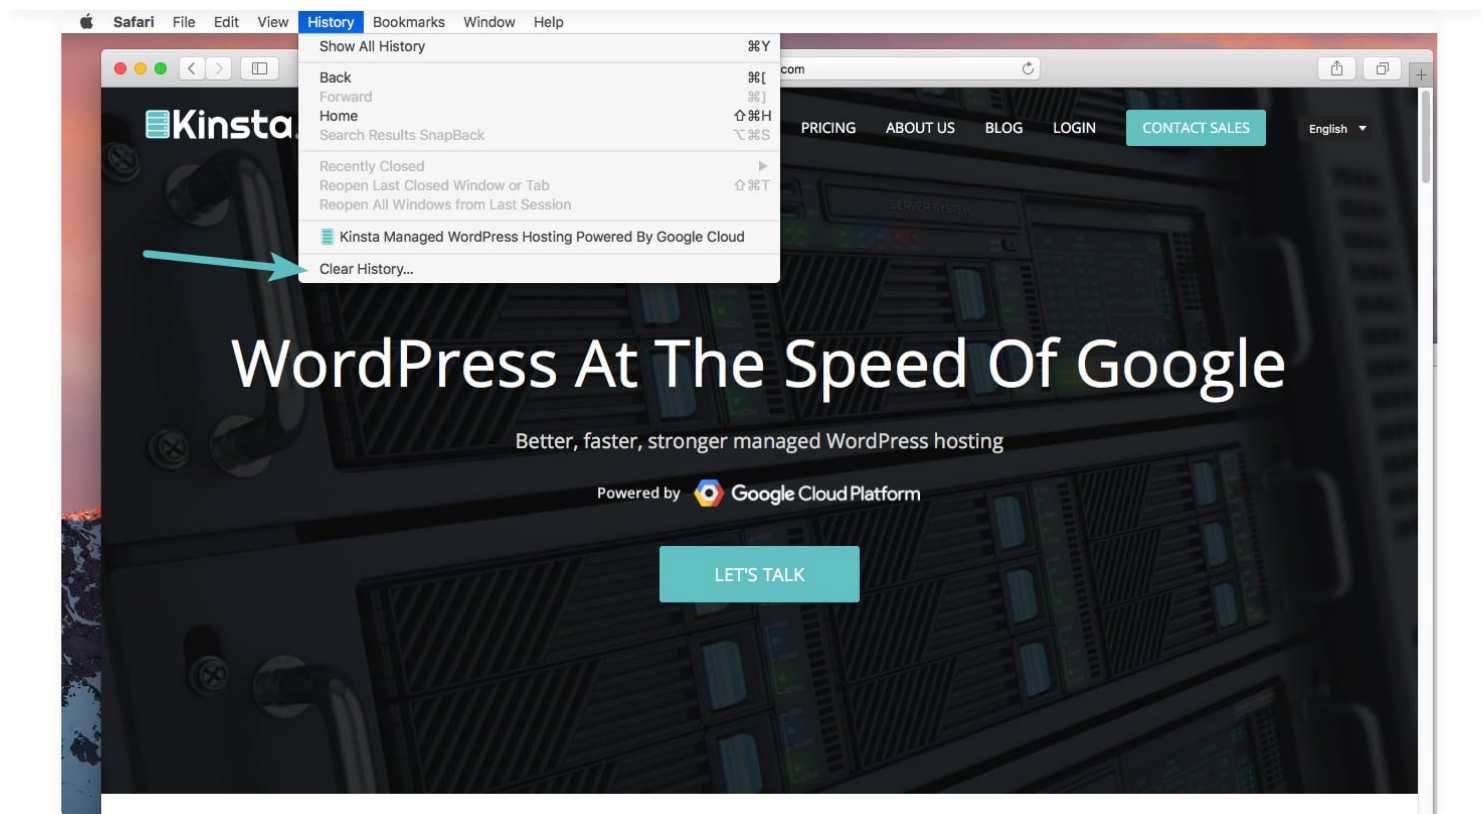 Safari File Edit View History Bookmarks Window Help
Show All History ⌘Y
Back ⌘[
Forward ⌘]
Home ⇧⌘H
Search Results SnapBack ⌥⌘S
Recently Closed
Reopen Last Closed Window or Tab ⇧⌘T
Reopen All Windows from Last Session
Kinsta Managed WordPress Hosting Powered By Google Cloud
Clear History...
com
Kinsta
PRICING ABOUT US BLOG LOGIN CONTACT SALES English
SERVER SYSTEM
WordPress At The Speed Of Google
Better, faster, stronger managed WordPress hosting
Powered by Google Cloud Platform
LET'S TALK